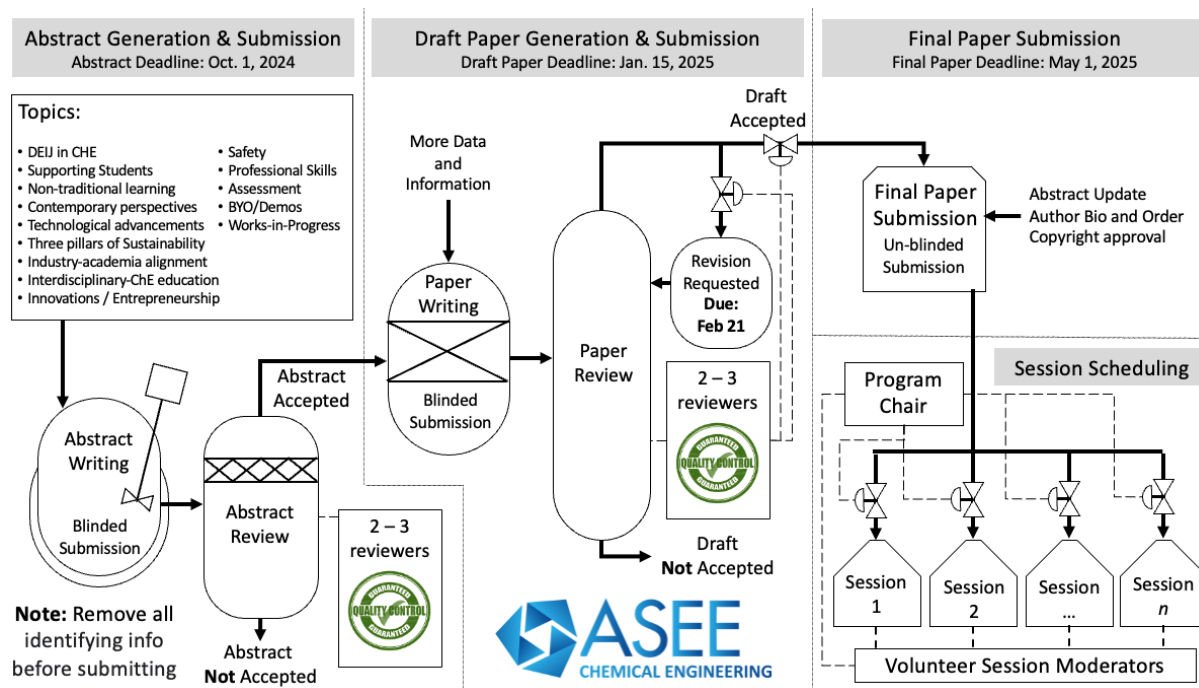 Abstract Generation & Submission
Abstract Deadline: Oct. 1, 2024
Topics:
• DEIJ in CHE
• Supporting Students
• Non-traditional learning
• Contemporary perspectives
• Technological advancements
• Three pillars of Sustainability
• Industry-academia alignment
• Interdisciplinary-ChE education
• Innovations / Entrepreneurship
• Safety
• Professional Skills
• Assessment
• BYO/Demos
• Works-in-Progress
Abstract
Writing
Blinded
Submission
Note: Remove all
identifying info
before submitting
Abstract
Accepted
Abstract
Review
2 – 3
reviewers
GUARANTEED
QUALITY CONTROL
GUARANTEED
Abstract
Not Accepted
Draft Paper Generation & Submission
Draft Paper Deadline: Jan. 15, 2025
More Data
and
Information
Paper
Writing
Blinded
Submission
Paper
Review
Draft
Accepted
Revision
Requested
Due:
Feb 21
2 – 3
reviewers
GUARANTEED
QUALITY CONTROL
GUARANTEED
Draft
Not Accepted
ASEE
CHEMICAL ENGINEERING
Final Paper Submission
Final Paper Deadline: May 1, 2025
Final Paper
Submission
Un-blinded
Submission
Abstract Update
Author Bio and Order
Copyright approval
Session Scheduling
Program
Chair
Session
1
Session
2
Session
...
Session
n
Volunteer Session Moderators